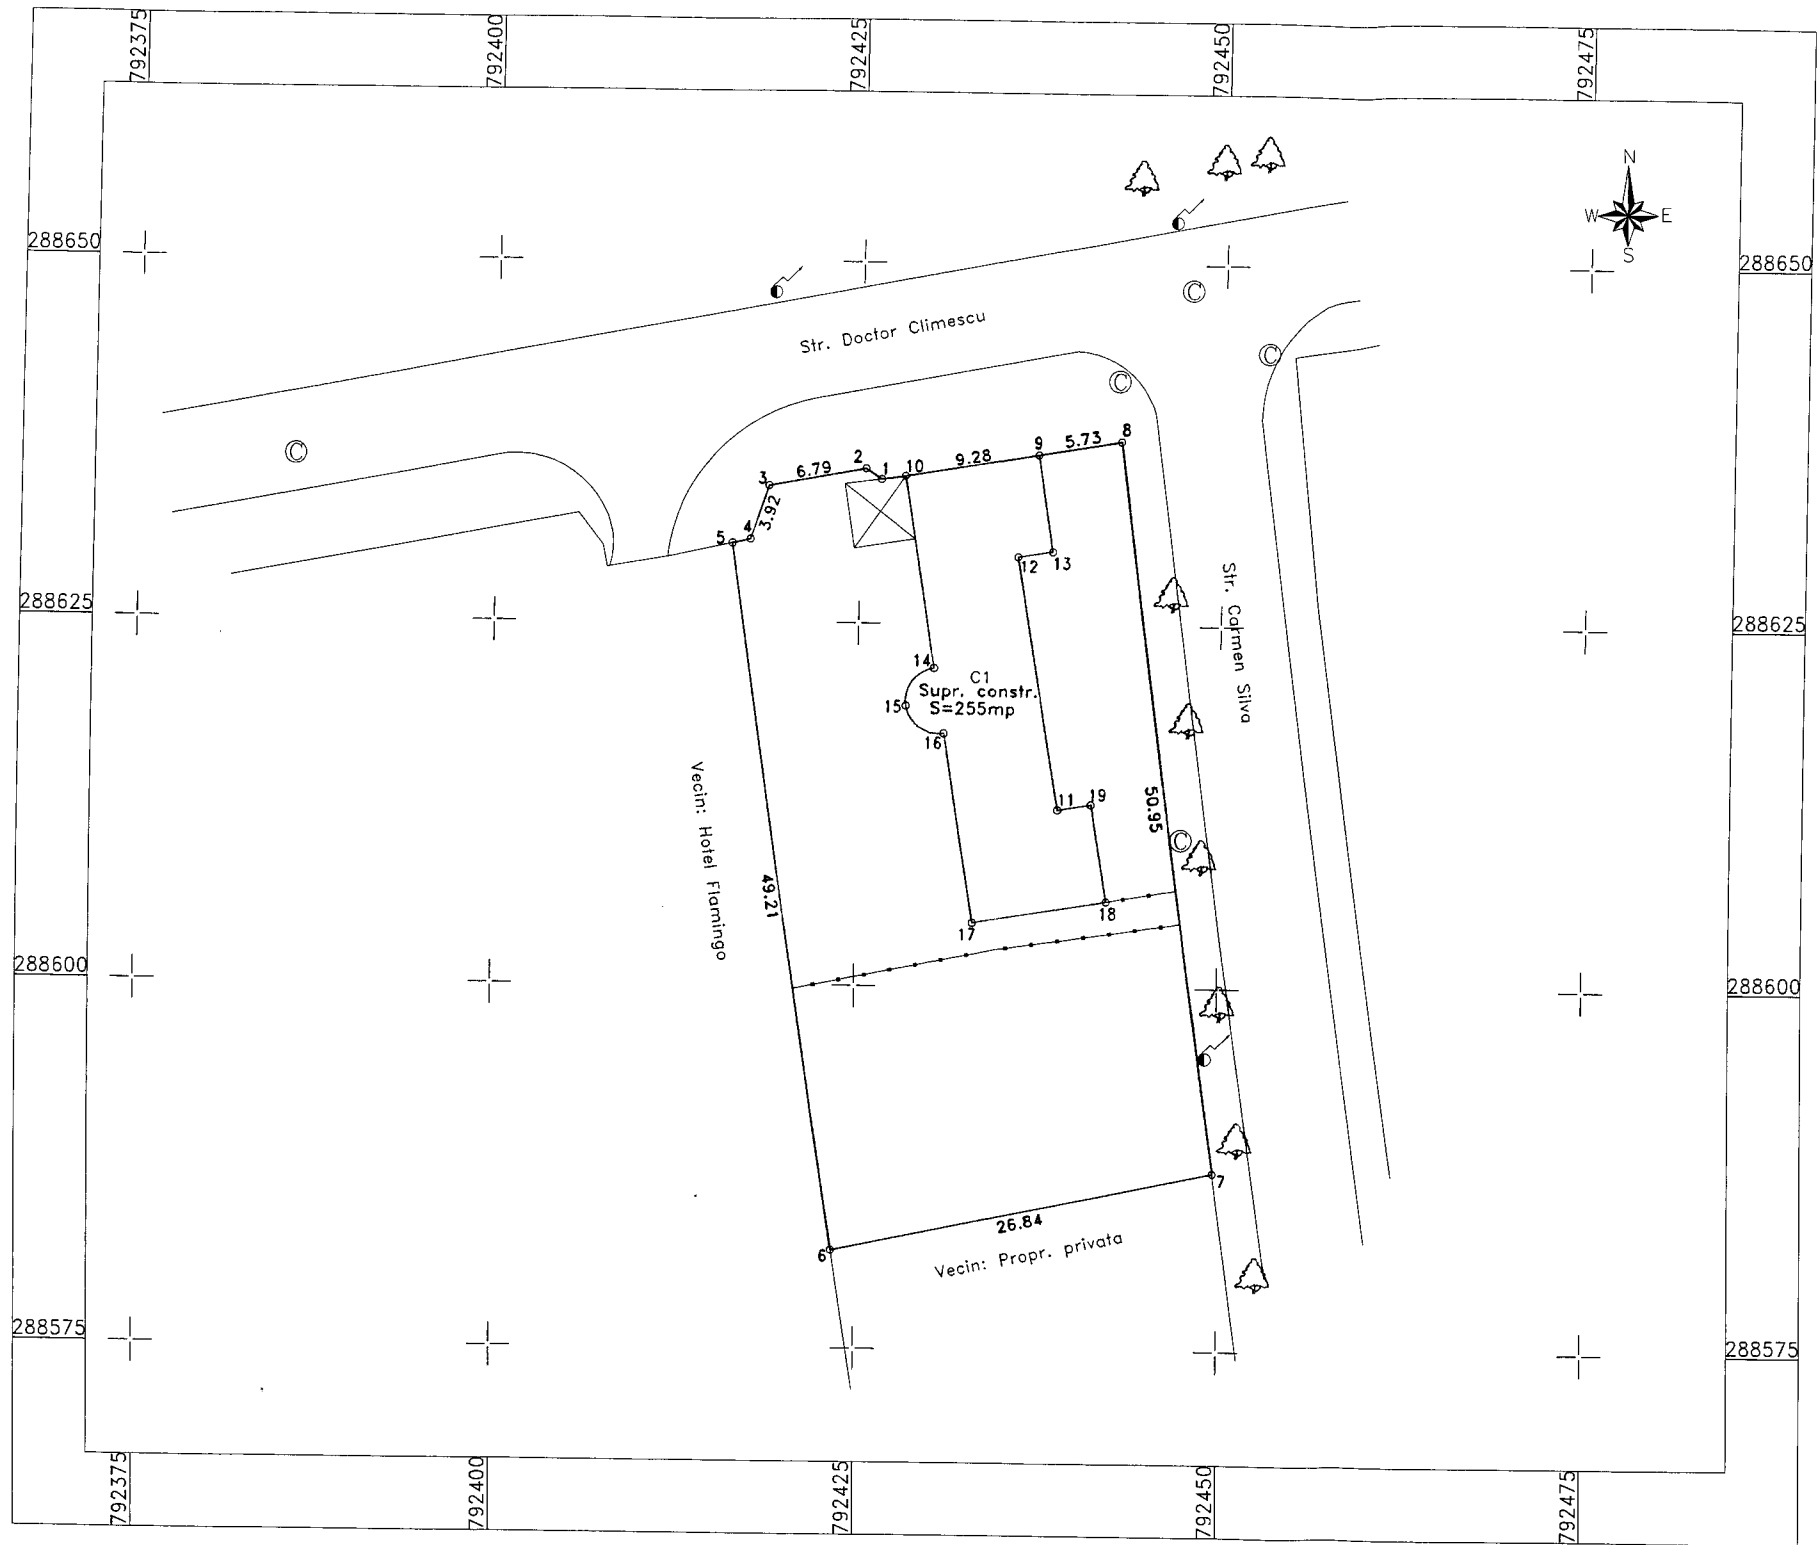 792375
792400
792425
792450
792475
N
W E
S
288650
288650
Str. Doctor Climescu
C
C
C
C
8
5.73
9
9.28
10
1
2
6.79
3
3.92
4
5
12
13
288625
288625
Str. Carmen Silva
14
C1
Supr. constr.
S=255mp
15
16
Vecin: Hotel Flamingo
11
19
50.95
C
49.21
18
17
288600
288600
7
26.84
6
Vecin: Propr. privata
288575
288575
792375
792400
792425
792450
792475